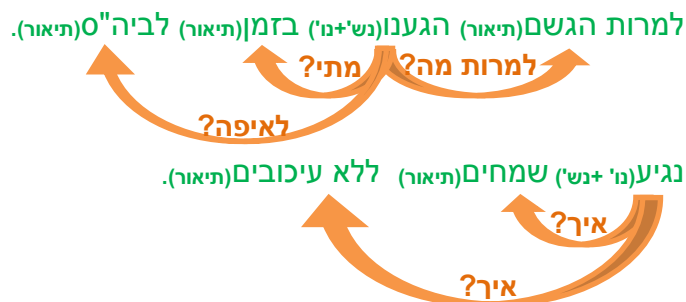 למרות הגשם(תיאור) הגענו(נש'+נו') בזמן(תיאור) לביה"ס(תיאור).
למרות מה? מתי?
לאיפה?
נגיע(נו' +נש') שמחים(תיאור) ללא עיכובים(תיאור).
איך?
איך?